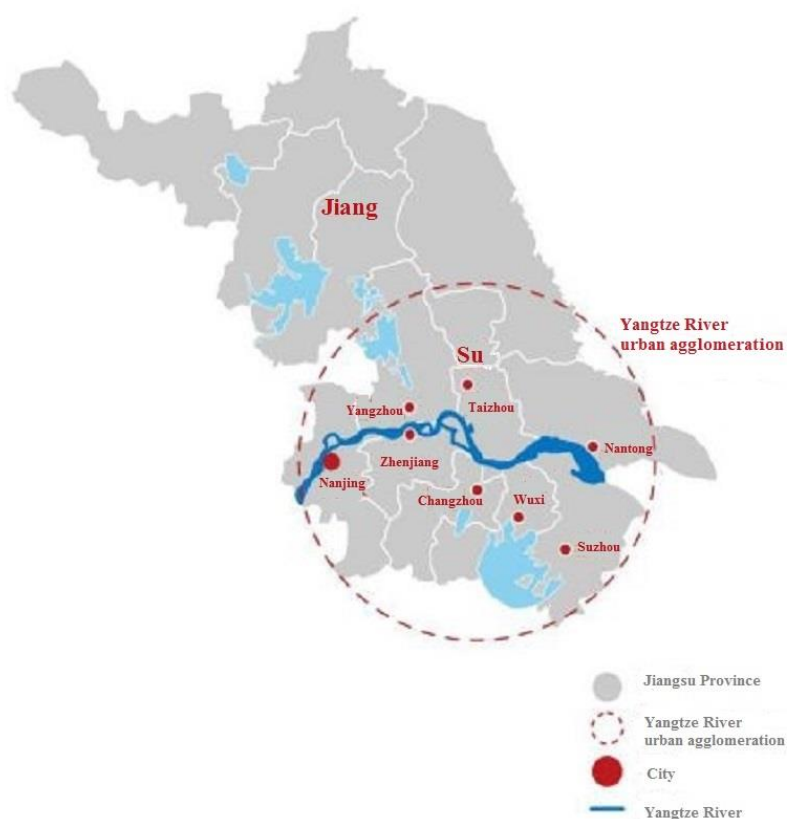 Jiang
Yangtze River
urban agglomeration
Su
Yangzhou
Taizhou
Nantong
Zhenjiang
Nanjing
Changzhou
Wuxi
Suzhou
Jiangsu Province
Yangtze River
urban agglomeration
City
Yangtze River